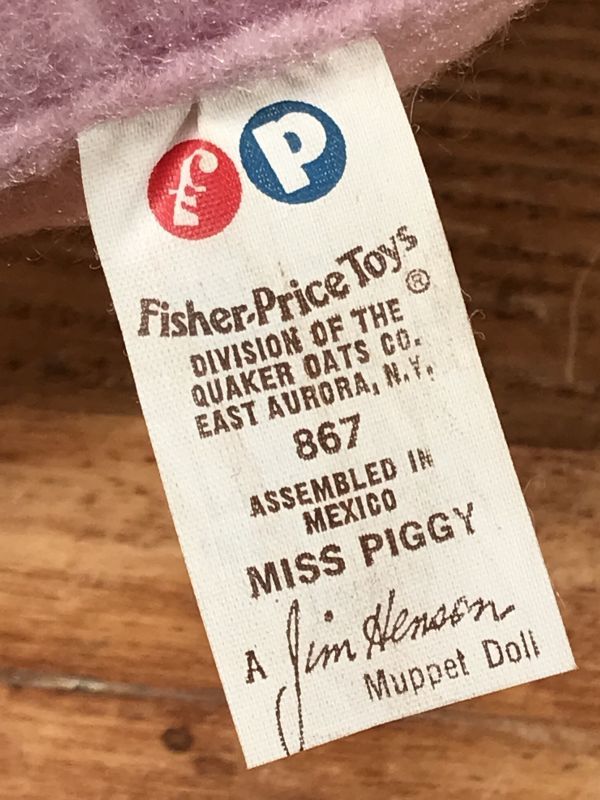 f P
Fisher-Price Toys®
DIVISION OF THE
QUAKER OATS CO.
EAST AURORA, N.Y.
867
ASSEMBLED IN
MEXICO
MISS PIGGY
A Jim Henson
Muppet Doll